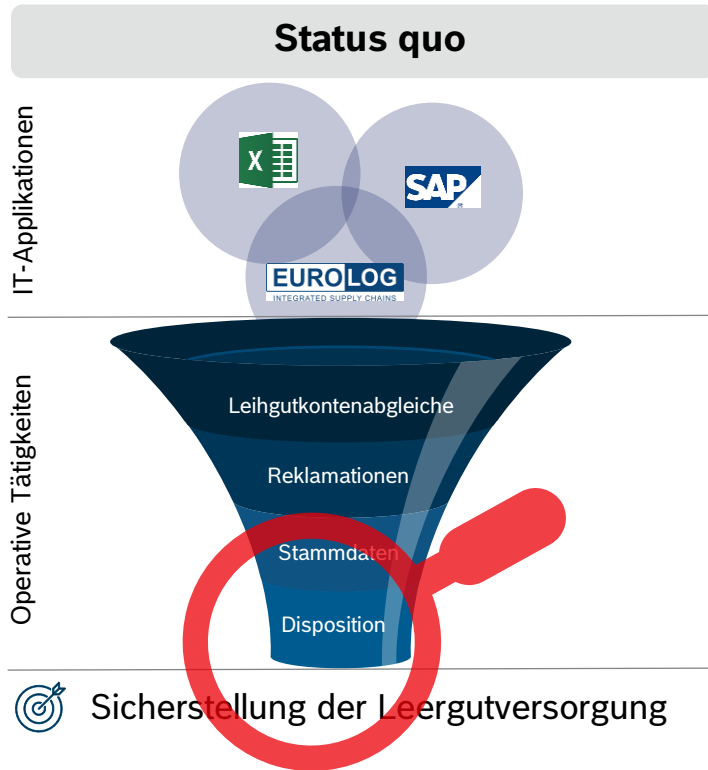 Status quo
IT-Applikationen
X
SAP
®
EUROLOG
INTEGRATED SUPPLY CHAINS
Operative Tätigkeiten
Leihgutkontenabgleiche
Reklamationen
Stammdaten
Disposition
Sicherstellung der Leergutversorgung